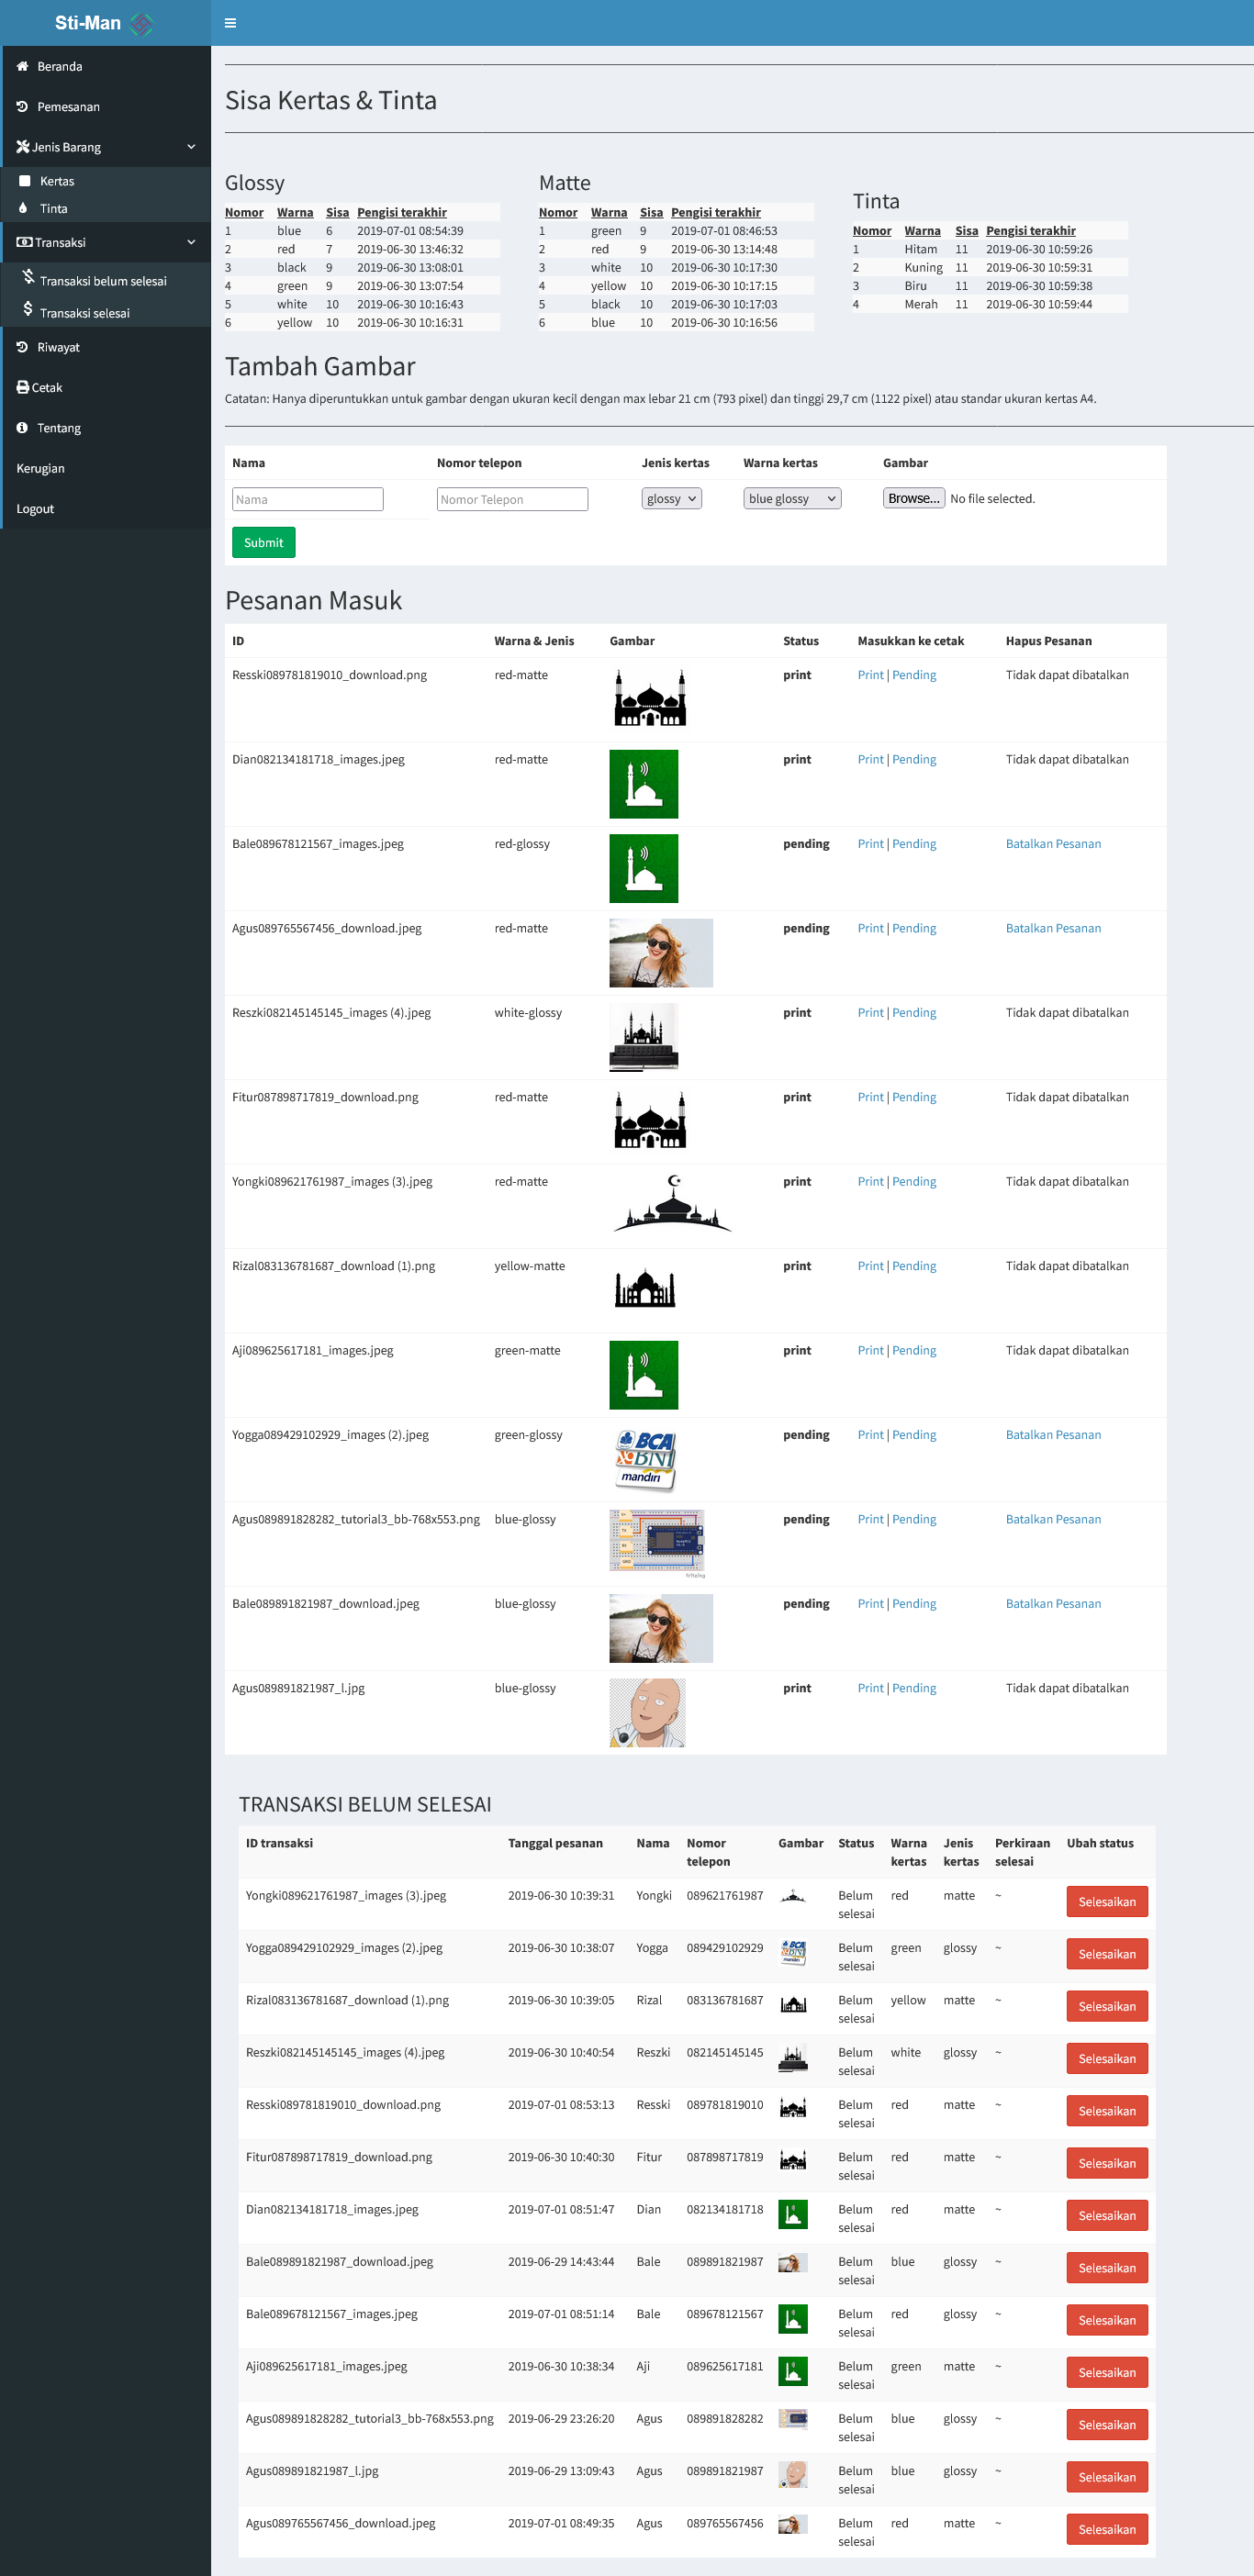 Sti-Man
Beranda
Pemesanan
Jenis Barang
Kertas
Tinta
Transaksi
Transaksi belum selesai
Transaksi selesai
Riwayat
Cetak
Tentang
Kerugian
Logout
Sisa Kertas & Tinta
Glossy
Nomor Warna Sisa Pengisi terakhir
1 blue 6 2019-07-01 08:54:39
2 red 7 2019-06-30 13:46:32
3 black 9 2019-06-30 13:08:01
4 green 9 2019-06-30 13:07:54
5 white 10 2019-06-30 10:16:43
6 yellow 10 2019-06-30 10:16:31
Matte
Nomor Warna Sisa Pengisi terakhir
1 green 9 2019-07-01 08:46:53
2 red 9 2019-06-30 13:14:48
3 white 10 2019-06-30 10:17:30
4 yellow 10 2019-06-30 10:17:15
5 black 10 2019-06-30 10:17:03
6 blue 10 2019-06-30 10:16:56
Tinta
Nomor Warna Sisa Pengisi terakhir
1 Hitam 11 2019-06-30 10:59:26
2 Kuning 11 2019-06-30 10:59:31
3 Biru 11 2019-06-30 10:59:38
4 Merah 11 2019-06-30 10:59:44
Tambah Gambar
Catatan: Hanya diperuntukkan untuk gambar dengan ukuran kecil dengan max lebar 21 cm (793 pixel) dan tinggi 29,7 cm (1122 pixel) atau standar ukuran kertas A4.
Nama Nomor telepon Jenis kertas Warna kertas Gambar
Nama Nomor Telepon glossy blue glossy Browse... No file selected.
Submit
Pesanan Masuk
ID Warna & Jenis Gambar Status Masukkan ke cetak Hapus Pesanan
Resski089781819010_download.png red-matte print Print | Pending Tidak dapat dibatalkan
Dian082134181718_images.jpeg red-matte print Print | Pending Tidak dapat dibatalkan
Bale089678121567_images.jpeg red-glossy pending Print | Pending Batalkan Pesanan
Agus089765567456_download.jpeg red-matte pending Print | Pending Batalkan Pesanan
Reszki082145145145_images (4).jpeg white-glossy print Print | Pending Tidak dapat dibatalkan
Fitur087898717819_download.png red-matte print Print | Pending Tidak dapat dibatalkan
Yongki089621761987_images (3).jpeg red-matte print Print | Pending Tidak dapat dibatalkan
Rizal083136781687_download (1).png yellow-matte print Print | Pending Tidak dapat dibatalkan
Aji089625617181_images.jpeg green-matte print Print | Pending Tidak dapat dibatalkan
Yogga089429102929_images (2).jpeg green-glossy pending Print | Pending Batalkan Pesanan
BCA
BNI
mandiri
Agus089891828282_tutorial3_bb-768x553.png blue-glossy pending Print | Pending Batalkan Pesanan
Bale089891821987_download.jpeg blue-glossy pending Print | Pending Batalkan Pesanan
Agus089891821987_l.jpg blue-glossy print Print | Pending Tidak dapat dibatalkan
TRANSAKSI BELUM SELESAI
ID transaksi Tanggal pesanan Nama Nomor telepon Gambar Status Warna kertas Jenis kertas Perkiraan selesai Ubah status
Yongki089621761987_images (3).jpeg 2019-06-30 10:39:31 Yongki 089621761987 Belum selesai red matte ~ Selesaikan
Yogga089429102929_images (2).jpeg 2019-06-30 10:38:07 Yogga 089429102929 Belum selesai green glossy ~ Selesaikan
Rizal083136781687_download (1).png 2019-06-30 10:39:05 Rizal 083136781687 Belum selesai yellow matte ~ Selesaikan
Reszki082145145145_images (4).jpeg 2019-06-30 10:40:54 Reszki 082145145145 Belum selesai white glossy ~ Selesaikan
Resski089781819010_download.png 2019-07-01 08:53:13 Resski 089781819010 Belum selesai red matte ~ Selesaikan
Fitur087898717819_download.png 2019-06-30 10:40:30 Fitur 087898717819 Belum selesai red matte ~ Selesaikan
Dian082134181718_images.jpeg 2019-07-01 08:51:47 Dian 082134181718 Belum selesai red matte ~ Selesaikan
Bale089891821987_download.jpeg 2019-06-29 14:43:44 Bale 089891821987 Belum selesai blue glossy ~ Selesaikan
Bale089678121567_images.jpeg 2019-07-01 08:51:14 Bale 089678121567 Belum selesai red glossy ~ Selesaikan
Aji089625617181_images.jpeg 2019-06-30 10:38:34 Aji 089625617181 Belum selesai green matte ~ Selesaikan
Agus089891828282_tutorial3_bb-768x553.png 2019-06-29 23:26:20 Agus 089891828282 Belum selesai blue glossy ~ Selesaikan
Agus089891821987_l.jpg 2019-06-29 13:09:43 Agus 089891821987 Belum selesai blue glossy ~ Selesaikan
Agus089765567456_download.jpeg 2019-07-01 08:49:35 Agus 089765567456 Belum selesai red matte ~ Selesaikan